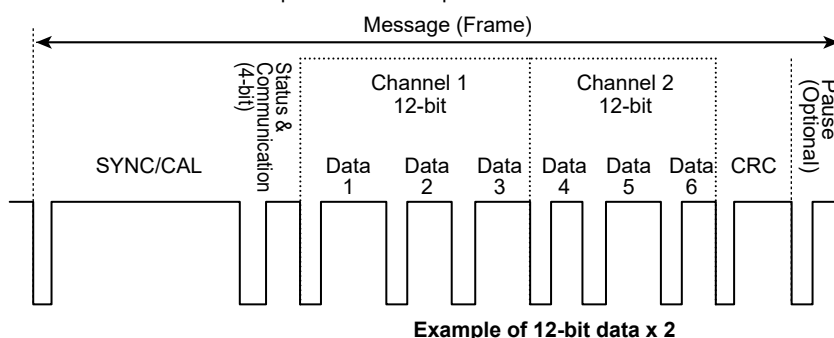 Message (Frame)
Status &
Communication
(4-bit)
Channel 1
12-bit
Channel 2
12-bit
Pause
(Optional)
SYNC/CAL
Data
1
Data
2
Data
3
Data
4
Data
5
Data
6
CRC
Example of 12-bit data x 2